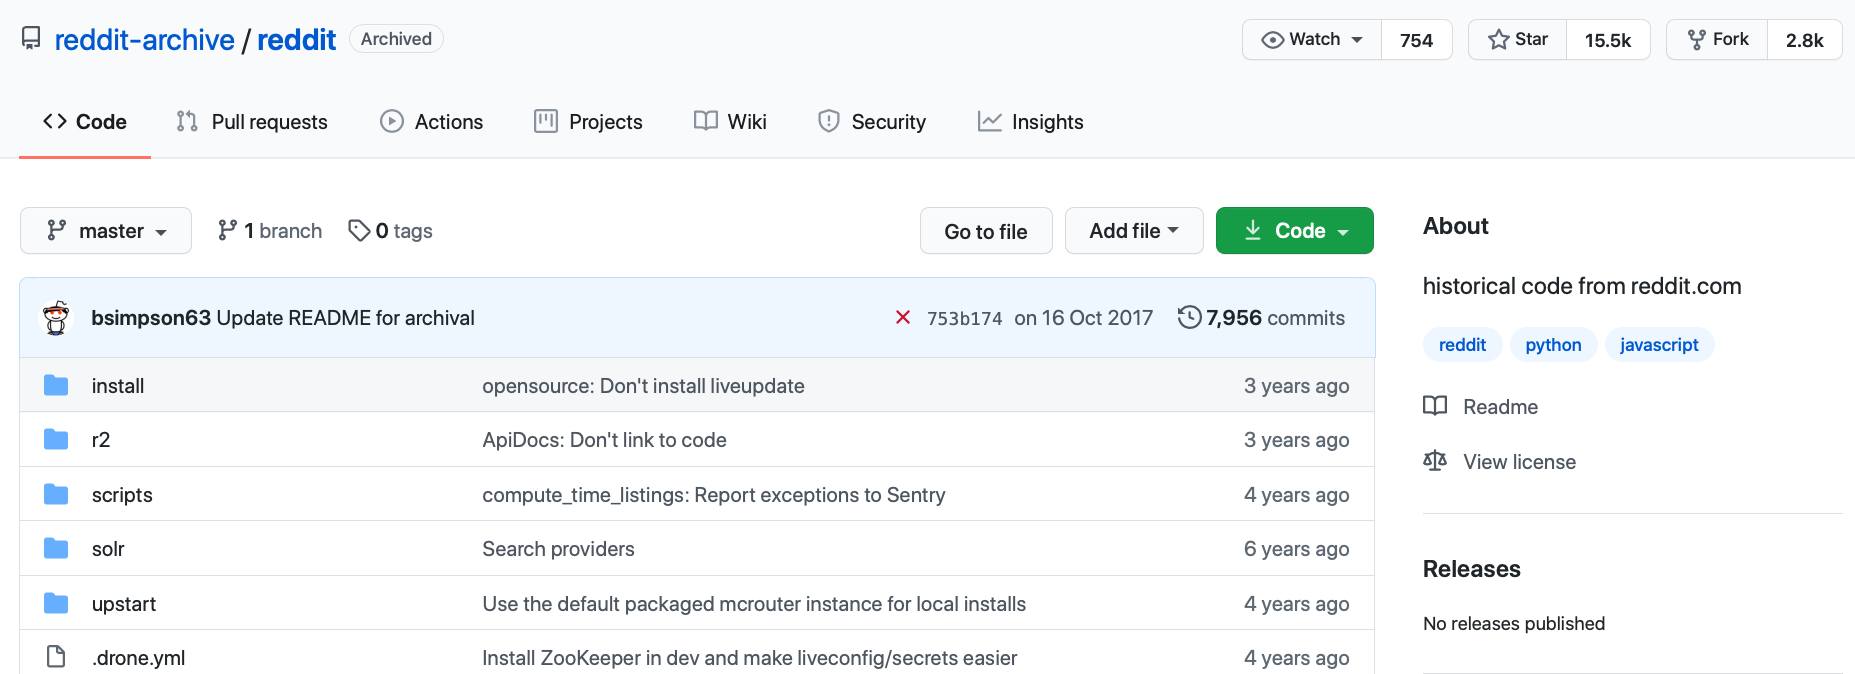 reddit-archive / reddit Archived Watch 754 Star 15.5k Fork 2.8k
Code Pull requests Actions Projects Wiki Security Insights
master 1 branch 0 tags Go to file Add file Code
About
historical code from reddit.com
reddit python javascript
Readme
View license
Releases
No releases published
bsimpson63 Update README for archival 753b174 on 16 Oct 2017 7,956 commits
install opensource: Don't install liveupdate 3 years ago
r2 ApiDocs: Don't link to code 3 years ago
scripts compute_time_listings: Report exceptions to Sentry 4 years ago
solr Search providers 6 years ago
upstart Use the default packaged mcrouter instance for local installs 4 years ago
.drone.yml Install ZooKeeper in dev and make liveconfig/secrets easier 4 years ago